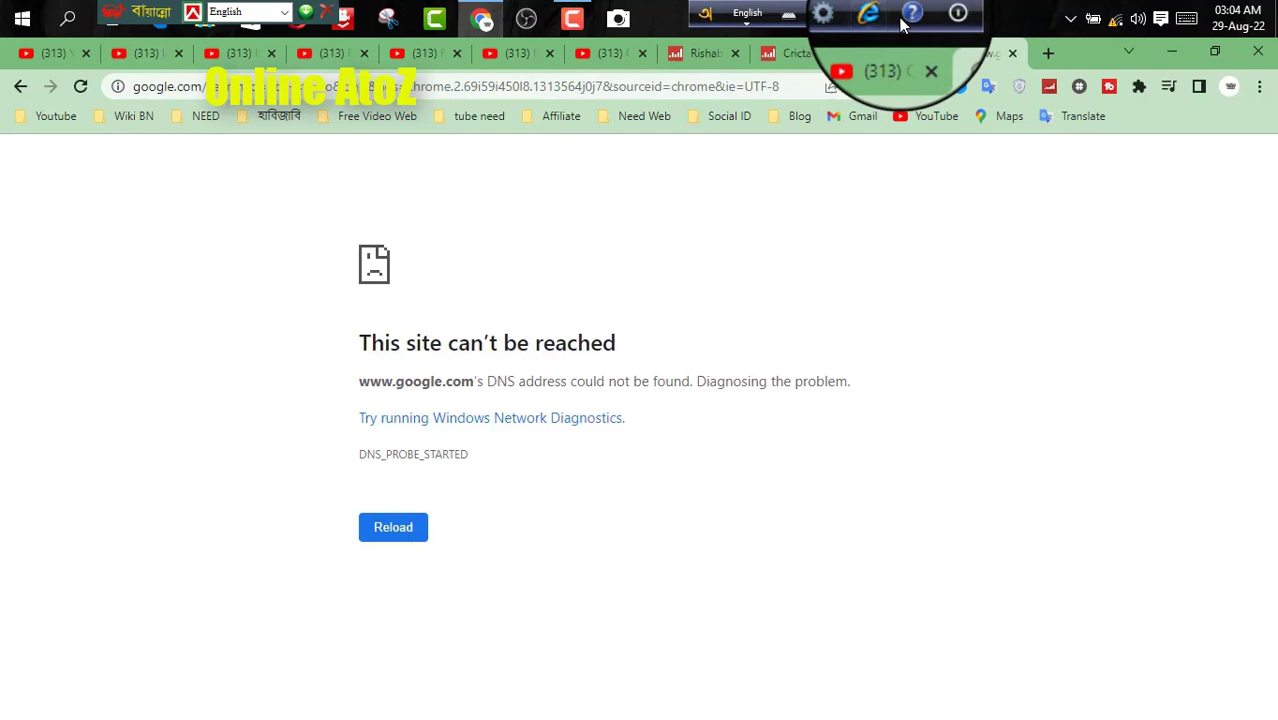 বায়ান্নো
English
English
03:04 AM
29-Aug-22
(313)
(313)
(313)
(313)
(313)
(313)
(313)
Rishab
Cricta
(313)
google.com/
chrome.2.69i59i450l8.1313564j0j7&sourceid=chrome&ie=UTF-8
Online AtoZ
Youtube
Wiki BN
NEED
হাবিজাবি
Free Video Web
tube need
Affiliate
Need Web
Social ID
Blog
Gmail
YouTube
Maps
Translate
This site can't be reached
www.google.com's DNS address could not be found. Diagnosing the problem.
Try running Windows Network Diagnostics.
DNS_PROBE_STARTED
Reload